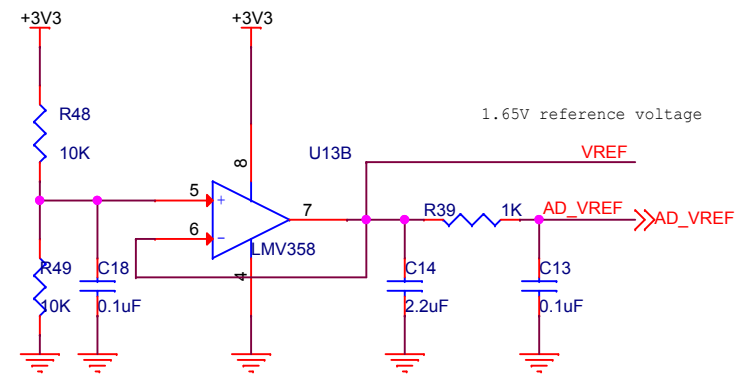 +3V3
+3V3
R48
10K
1.65V reference voltage
U13B
VREF
8
5
+
6
-
7
LMV358
4
R39
1K
AD_VREF
AD_VREF
R49
10K
C18
0.1uF
C14
2.2uF
C13
0.1uF